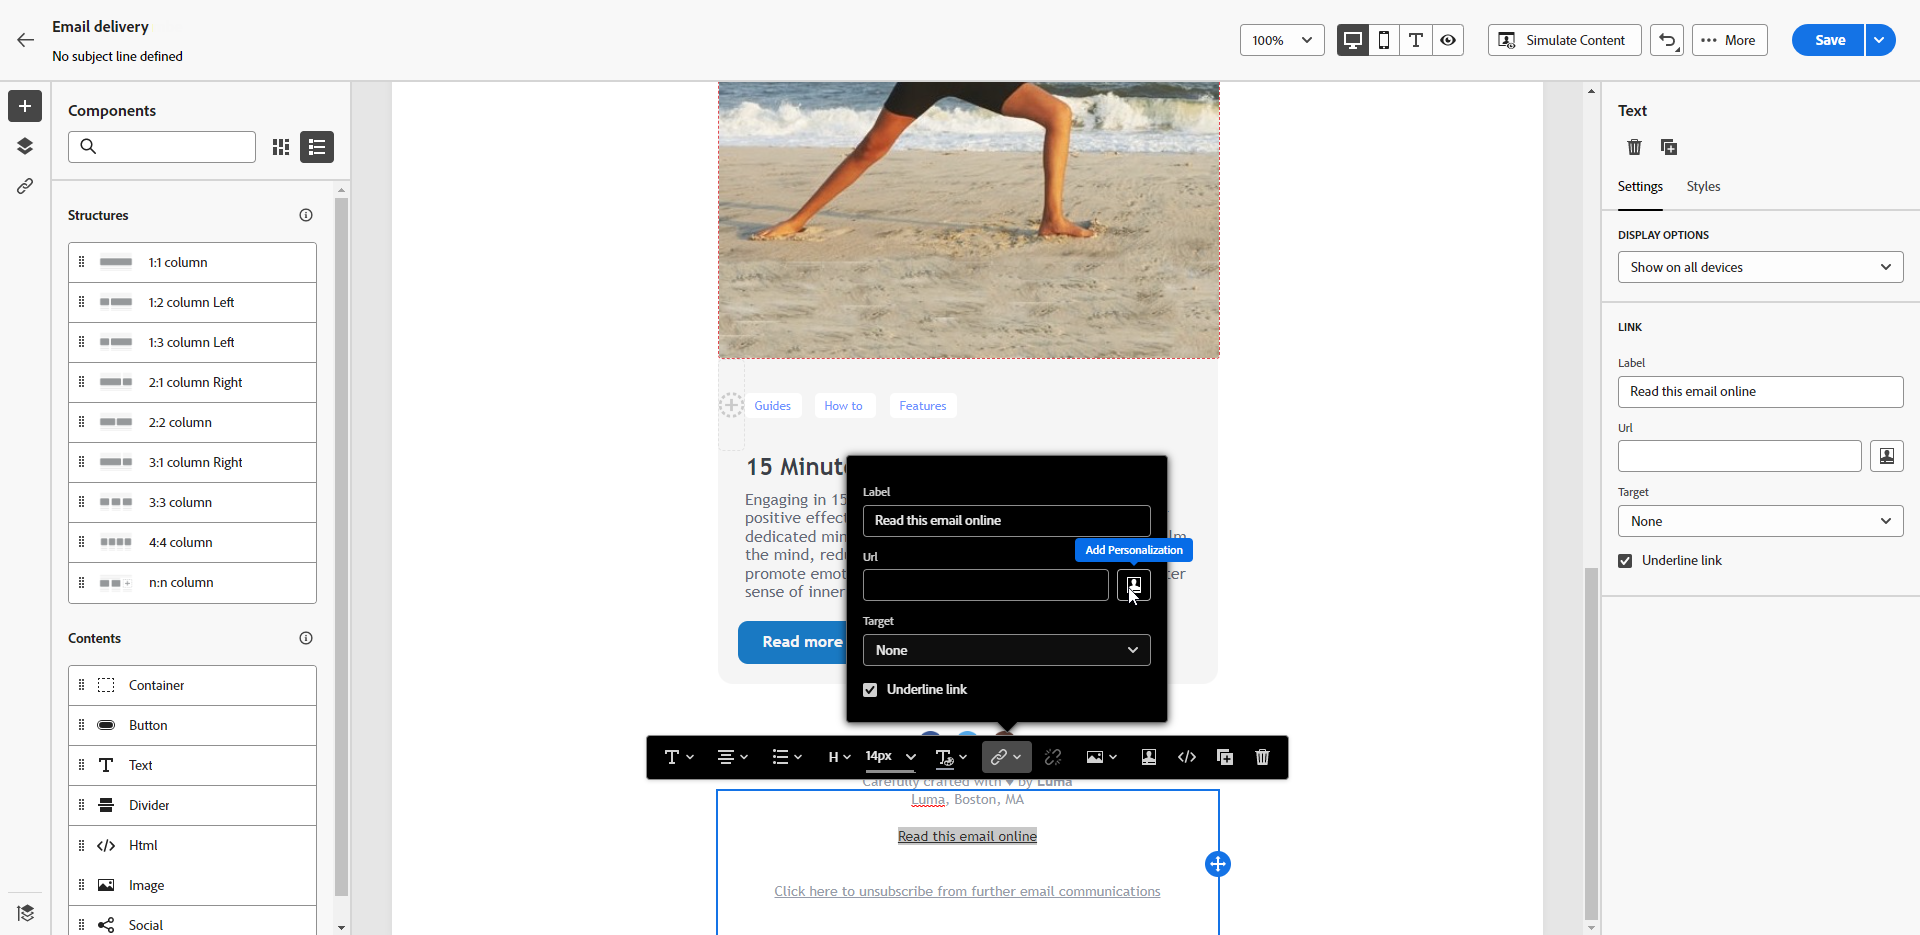 Email delivery
No subject line defined
100%
Simulate Content
More
Save
Components
Structures
1:1 column
1:2 column Left
1:3 column Left
2:1 column Right
2:2 column
3:1 column Right
3:3 column
4:4 column
n:n column
Contents
Container
Button
Text
Divider
Html
Image
Social
Guides
How to
Features
15 Minut
Engaging in 15
positive effect
dedicated min
the mind, red
promote emot
sense of inner
Read more
Label
Read this email online
Add Personalization
Url
Target
None
Underline link
H
14px
Carefully crafted with ♥ by Luma
Luma, Boston, MA
Read this email online
Click here to unsubscribe from further email communications
Text
Settings
Styles
DISPLAY OPTIONS
Show on all devices
LINK
Label
Read this email online
Url
Target
None
Underline link